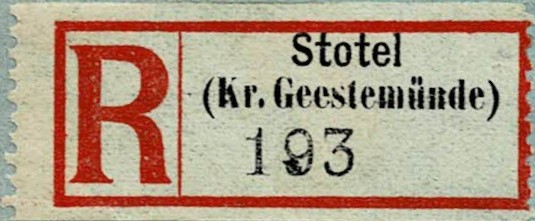 R
Stotel
(Kr. Geestemünde)
193